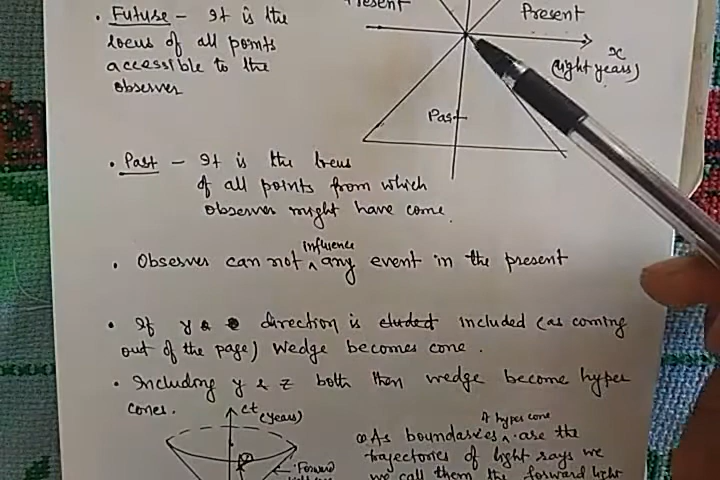 Present
Present
• Future – It is the
locus of all points
accessible to the
observer
x
(light years)
Past
• Past – It is the locus
of all points from which
observer might have come.
influence
• Observer can not ^ any event in the present
• If y & direction is included (as coming
out of the page) wedge becomes cone.
• Including y & z both then wedge become hyper
cones.
ct (years)
Forward
of hyper cone
As boundaries ^ are the
trajectories of light rays we
we call them the forward light